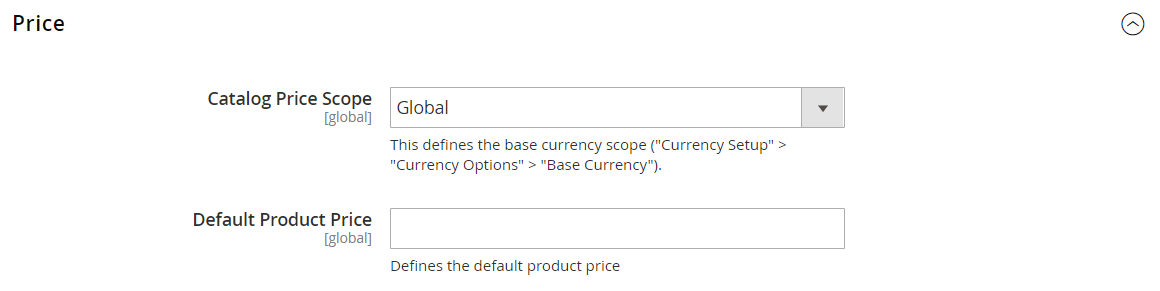 Price
Catalog Price Scope
[global]
Global
This defines the base currency scope ("Currency Setup" >
"Currency Options" > "Base Currency").
Default Product Price
[global]
Defines the default product price